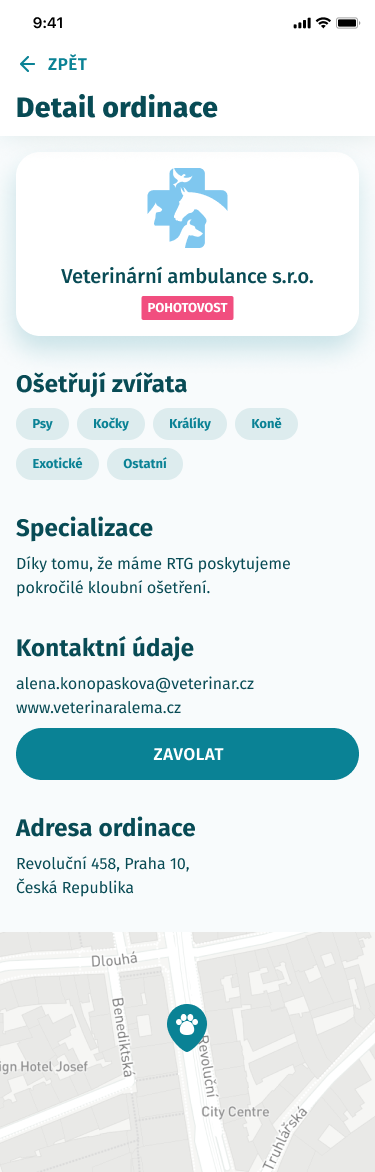 9:41
ZPĚT
Detail ordinace
Veterinární ambulance s.r.o.
POHOTOVOST
Ošetřují zvířata
Psy Kočky Králíky Koně
Exotické Ostatní
Specializace
Díky tomu, že máme RTG poskytujeme
pokročilé kloubní ošetření.
Kontaktní údaje
alena.konopaskova@veterinar.cz
www.veterinaralema.cz
ZAVOLAT
Adresa ordinace
Revoluční 458, Praha 10,
Česká Republika
Dlouhá
Benediktská
Revoluční
ign Hotel Josef
City Centre
Truhlářská